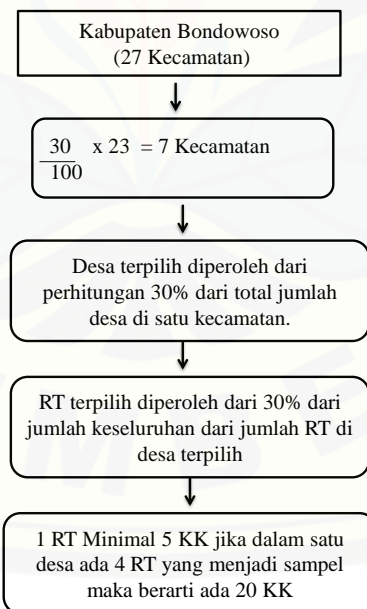 Kabupaten Bondowoso
(27 Kecamatan)
30 x 23 = 7 Kecamatan
100
Desa terpilih diperoleh dari
perhitungan 30% dari total jumlah
desa di satu kecamatan.
RT terpilih diperoleh dari 30% dari
jumlah keseluruhan dari jumlah RT di
desa terpilih
1 RT Minimal 5 KK jika dalam satu
desa ada 4 RT yang menjadi sampel
maka berarti ada 20 KK